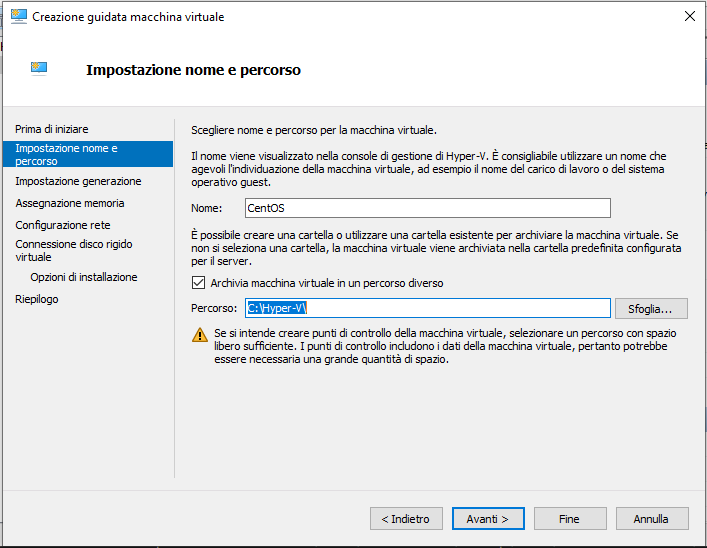 Creazione guidata macchina virtuale
Impostazione nome e percorso
Prima di iniziare
Impostazione nome e
percorso
Impostazione generazione
Assegnazione memoria
Configurazione rete
Connessione disco rigido
virtuale
Opzioni di installazione
Riepilogo
Scegliere nome e percorso per la macchina virtuale.
Il nome viene visualizzato nella console di gestione di Hyper-V. È consigliabile utilizzare un nome che
agevoli l'individuazione della macchina virtuale, ad esempio il nome del carico di lavoro o del sistema
operativo guest.
Nome: CentOS
È possibile creare una cartella o utilizzare una cartella esistente per archiviare la macchina virtuale. Se
non si seleziona una cartella, la macchina virtuale viene archiviata nella cartella predefinita configurata
per il server.
Archivia macchina virtuale in un percorso diverso
Percorso: C:\Hyper-V\ Sfoglia...
Se si intende creare punti di controllo della macchina virtuale, selezionare un percorso con spazio
libero sufficiente. I punti di controllo includono i dati della macchina virtuale, pertanto potrebbe
essere necessaria una grande quantità di spazio.
< Indietro Avanti > Fine Annulla